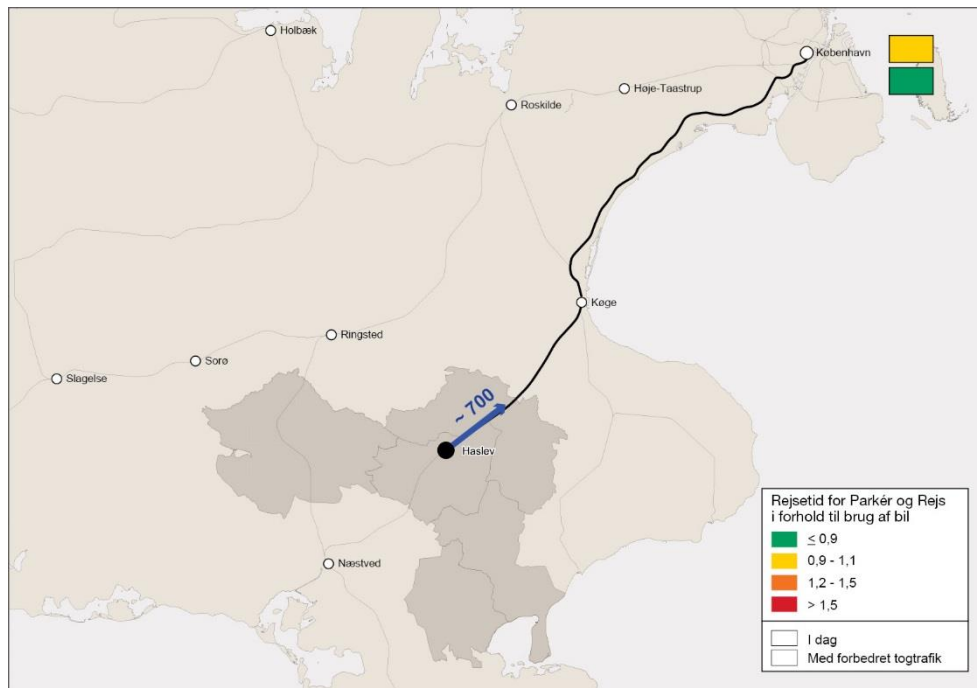 Holbæk
København
Høje-Taastrup
Roskilde
Køge
Ringsted
Sorø
Slagelse
~ 700
Haslev
Næstved
Rejsetid for Parkér og Rejs
i forhold til brug af bil
≤ 0,9
0,9 - 1,1
1,2 - 1,5
> 1,5
I dag
Med forbedret togtrafik